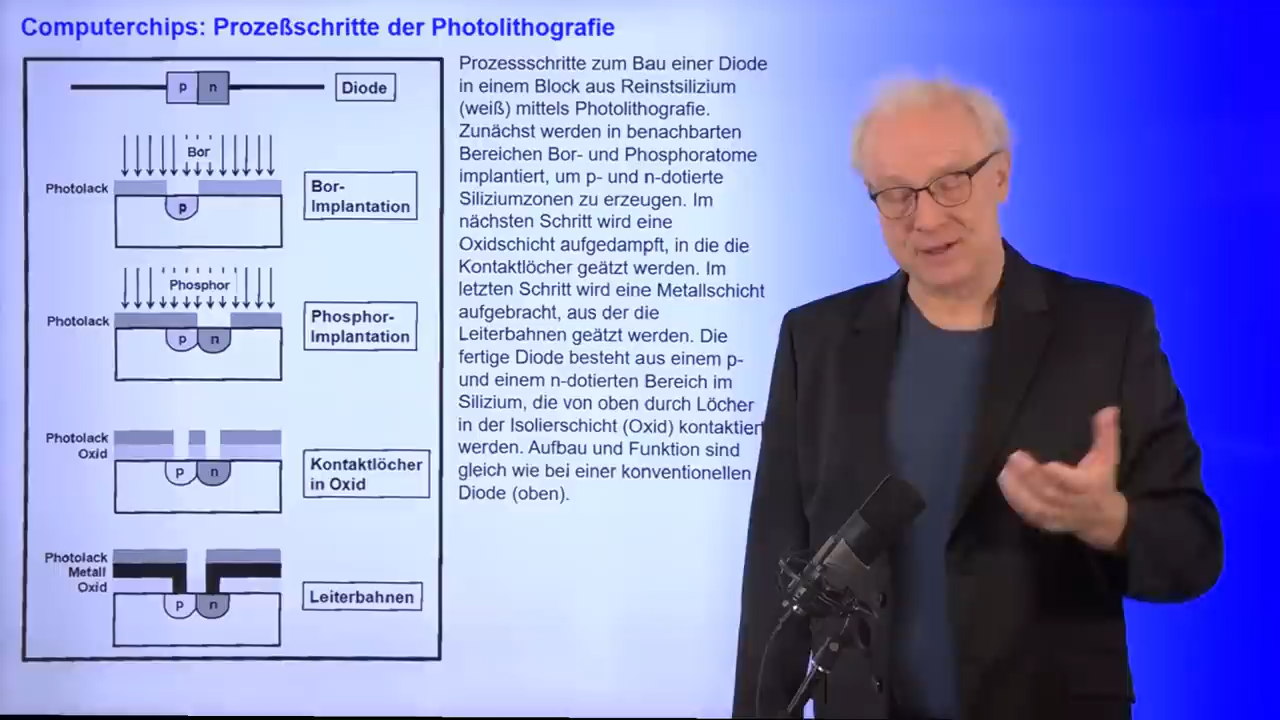 Computerchips: Prozeßschritte der Photolithografie
p n
Diode
Bor
Photolack
p
Bor-
Implantation
Phosphor
Photolack
p n
Phosphor-
Implantation
Photolack
Oxid
p n
Kontaktlöcher
in Oxid
Photolack
Metall
Oxid
p n
Leiterbahnen
Prozessschritte zum Bau einer Diode
in einem Block aus Reinstsilizium
(weiß) mittels Photolithografie.
Zunächst werden in benachbarten
Bereichen Bor- und Phosphoratome
implantiert, um p- und n-dotierte
Siliziumzonen zu erzeugen. Im
nächsten Schritt wird eine
Oxidschicht aufgedampft, in die die
Kontaktlöcher geätzt werden. Im
letzten Schritt wird eine Metallschicht
aufgebracht, aus der die
Leiterbahnen geätzt werden. Die
fertige Diode besteht aus einem p-
und einem n-dotierten Bereich im
Silizium, die von oben durch Löcher
in der Isolierschicht (Oxid) kontaktiert
werden. Aufbau und Funktion sind
gleich wie bei einer konventionellen
Diode (oben).